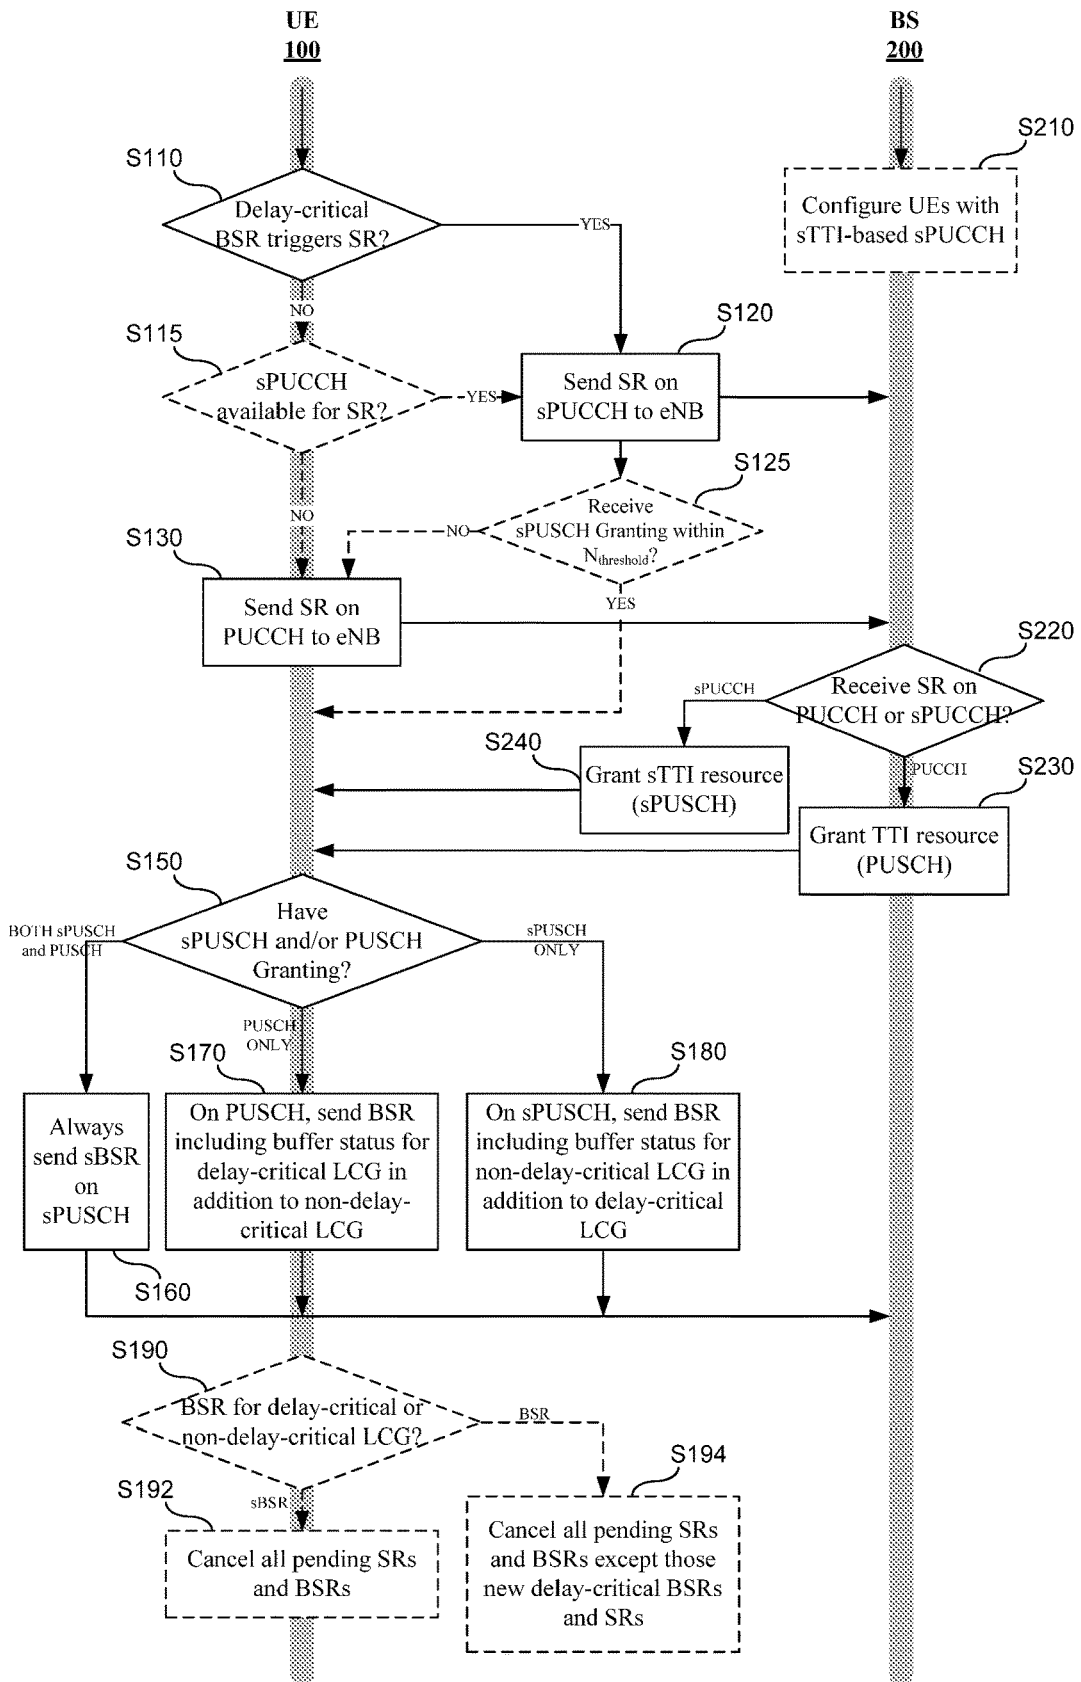 UE
100
BS
200
S210
Configure UEs with
sTTI-based sPUCCH
S110
Delay-critical
BSR triggers SR?
YES
NO
S115
sPUCCH
available for SR?
YES
S120
Send SR on
sPUCCH to eNB
S125
Receive
sPUSCH Granting within
Nthreshold?
NO
YES
NO
S130
Send SR on
PUCCH to eNB
S220
Receive SR on
PUCCH or sPUCCH?
sPUCCH
PUCCH
S240
Grant sTTI resource
(sPUSCH)
S230
Grant TTI resource
(PUSCH)
S150
Have
sPUSCH and/or PUSCH
Granting?
BOTH sPUSCH
and PUSCH
sPUSCH
ONLY
PUSCH
ONLY
S170
S180
Always
send sBSR
on
sPUSCH
S160
On PUSCH, send BSR
including buffer status for
delay-critical LCG in
addition to non-delay-
critical LCG
On sPUSCH, send BSR
including buffer status for
non-delay-critical LCG in
addition to delay-critical
LCG
S190
BSR for delay-critical or
non-delay-critical LCG?
BSR
sBSR
S192
Cancel all pending SRs
and BSRs
S194
Cancel all pending SRs
and BSRs except those
new delay-critical BSRs
and SRs